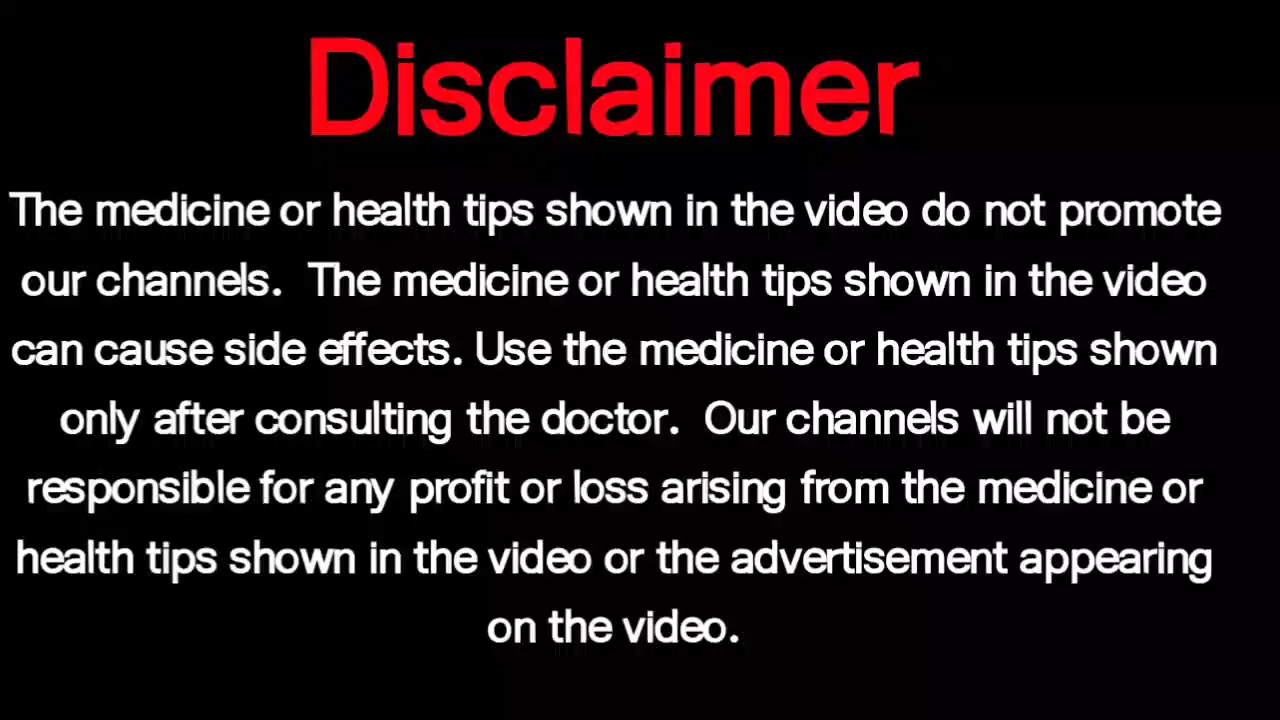 Disclaimer
The medicine or health tips shown in the video do not promote
our channels. The medicine or health tips shown in the video
can cause side effects. Use the medicine or health tips shown
only after consulting the doctor. Our channels will not be
responsible for any profit or loss arising from the medicine or
health tips shown in the video or the advertisement appearing
on the video.